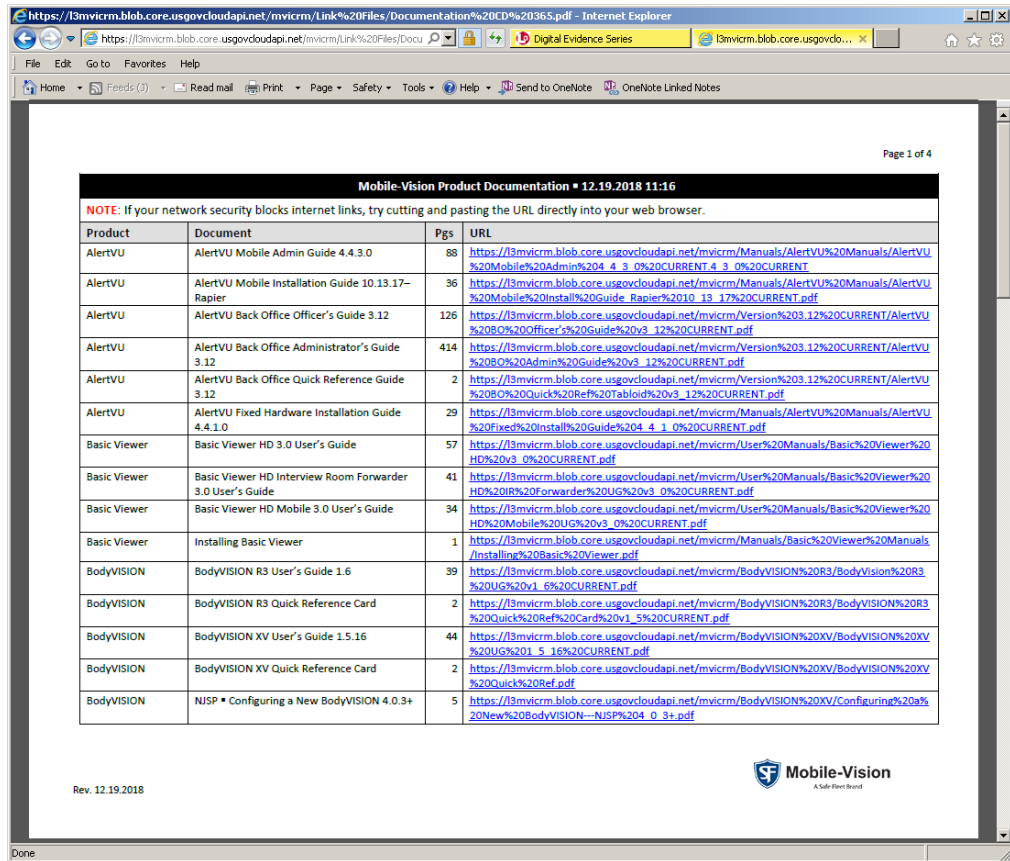 https://l3mvicrm.blob.core.usgovcloudapi.net/mvicrm/Link%20Files/Documentation%20CD%20365.pdf - Internet Explorer
https://l3mvicrm.blob.core.usgovcloudapi.net/mvicrm/Link%20Files/Docu Digital Evidence Series l3mvicrm.blob.core.usgovclo...
File Edit Go to Favorites Help
Home Feeds (J) Read mail Print Page Safety Tools Help Send to OneNote OneNote Linked Notes
Page 1 of 4
Mobile-Vision Product Documentation ▪ 12.19.2018 11:16
NOTE: If your network security blocks internet links, try cutting and pasting the URL directly into your web browser.
Product Document Pgs URL
AlertVU AlertVU Mobile Admin Guide 4.4.3.0 88 https://l3mvicrm.blob.core.usgovcloudapi.net/mvicrm/Manuals/AlertVU%20Manuals/AlertVU
%20Mobile%20Admin%204_4_3_0%20CURRENT.4_3_0%20CURRENT
AlertVU AlertVU Mobile Installation Guide 10.13.17– 36 https://l3mvicrm.blob.core.usgovcloudapi.net/mvicrm/Manuals/AlertVU%20Manuals/AlertVU
Rapier %20Mobile%20Install%20Guide_Rapier%2010_13_17%20CURRENT.pdf
AlertVU AlertVU Back Office Officer's Guide 3.12 126 https://l3mvicrm.blob.core.usgovcloudapi.net/mvicrm/Version%203.12%20CURRENT/AlertVU
%20BO%20Officer's%20Guide%20v3_12%20CURRENT.pdf
AlertVU AlertVU Back Office Administrator's Guide 414 https://l3mvicrm.blob.core.usgovcloudapi.net/mvicrm/Version%203.12%20CURRENT/AlertVU
3.12 %20BO%20Admin%20Guide%20v3_12%20CURRENT.pdf
AlertVU AlertVU Back Office Quick Reference Guide 2 https://l3mvicrm.blob.core.usgovcloudapi.net/mvicrm/Version%203.12%20CURRENT/AlertVU
3.12 %20BO%20Quick%20Ref%20Tabloid%20v3_12%20CURRENT.pdf
AlertVU AlertVU Fixed Hardware Installation Guide 29 https://l3mvicrm.blob.core.usgovcloudapi.net/mvicrm/Manuals/AlertVU%20Manuals/AlertVU
4.4.1.0 %20Fixed%20Install%20Guide%204_4_1_0%20CURRENT.pdf
Basic Viewer Basic Viewer HD 3.0 User's Guide 57 https://l3mvicrm.blob.core.usgovcloudapi.net/mvicrm/User%20Manuals/Basic%20Viewer%20
HD%20v3_0%20CURRENT.pdf
Basic Viewer Basic Viewer HD Interview Room Forwarder 41 https://l3mvicrm.blob.core.usgovcloudapi.net/mvicrm/User%20Manuals/Basic%20Viewer%20
3.0 User's Guide HD%20IR%20Forwarder%20UG%20v3_0%20CURRENT.pdf
Basic Viewer Basic Viewer HD Mobile 3.0 User's Guide 34 https://l3mvicrm.blob.core.usgovcloudapi.net/mvicrm/User%20Manuals/Basic%20Viewer%20
HD%20Mobile%20UG%20v3_0%20CURRENT.pdf
Basic Viewer Installing Basic Viewer 1 https://l3mvicrm.blob.core.usgovcloudapi.net/mvicrm/Manuals/Basic%20Viewer%20Manuals
/Installing%20Basic%20Viewer.pdf
BodyVISION BodyVISION R3 User's Guide 1.6 39 https://l3mvicrm.blob.core.usgovcloudapi.net/mvicrm/BodyVISION%20R3/BodyVision%20R3
%20UG%20v1_6%20CURRENT.pdf
BodyVISION BodyVISION R3 Quick Reference Card 2 https://l3mvicrm.blob.core.usgovcloudapi.net/mvicrm/BodyVISION%20R3/BodyVISION%20R3
%20Quick%20Ref%20Card%20v1_5%20CURRENT.pdf
BodyVISION BodyVISION XV User's Guide 1.5.16 44 https://l3mvicrm.blob.core.usgovcloudapi.net/mvicrm/BodyVISION%20XV/BodyVISION%20XV
%20UG%201_5_16%20CURRENT.pdf
BodyVISION BodyVISION XV Quick Reference Card 2 https://l3mvicrm.blob.core.usgovcloudapi.net/mvicrm/BodyVISION%20XV/BodyVISION%20XV
%20Quick%20Ref.pdf
BodyVISION NJSP ▪ Configuring a New BodyVISION 4.0.3+ 5 https://l3mvicrm.blob.core.usgovcloudapi.net/mvicrm/BodyVISION%20XV/Configuring%20a%
20New%20BodyVISION---NJSP%204_0_3+.pdf
SF Mobile-Vision
A Safe Fleet Brand
Rev. 12.19.2018
Done